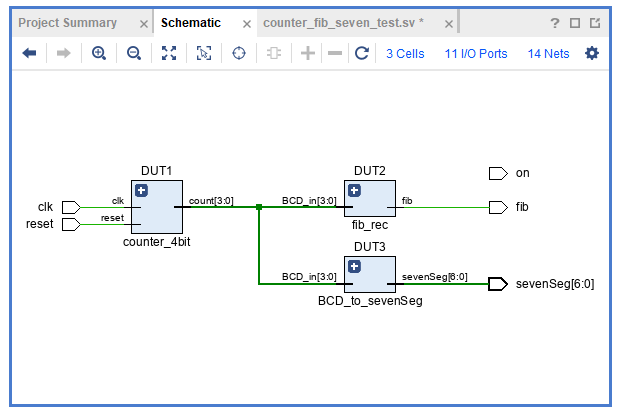 Project Summary × Schematic × counter_fib_seven_test.sv * × ?
3 Cells 11 I/O Ports 14 Nets
DUT1 DUT2 on
clk clk count[3:0] BCD_in[3:0] fib fib
reset reset
counter_4bit fib_rec
DUT3
BCD_in[3:0] sevenSeg[6:0] sevenSeg[6:0]
BCD_to_sevenSeg